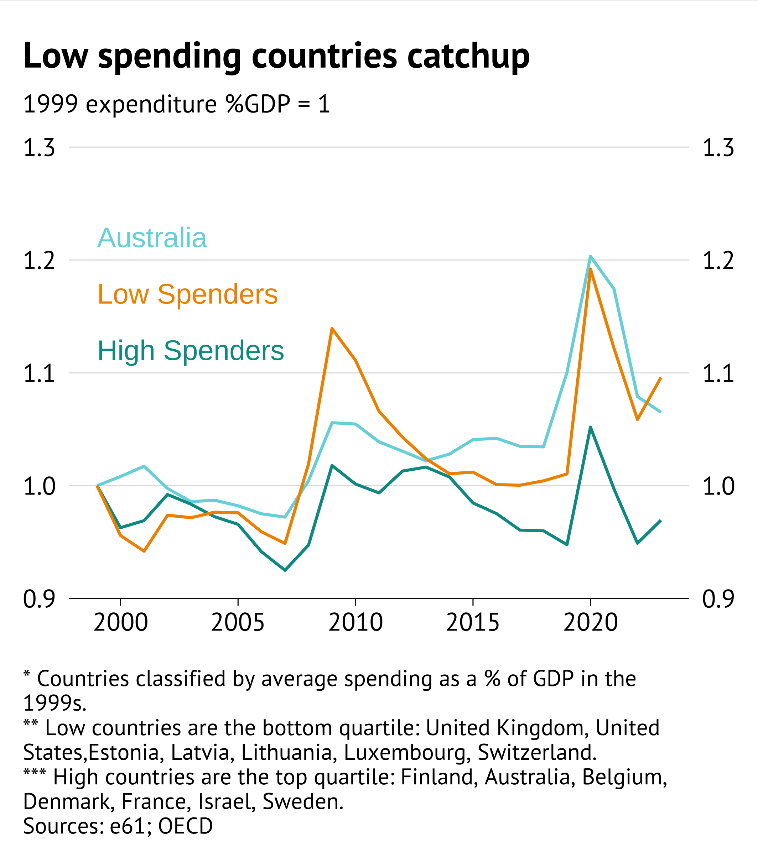 Low spending countries catchup
1999 expenditure %GDP = 1
1.3 1.3
Australia
1.2 1.2
Low Spenders
High Spenders
1.1 1.1
1.0 1.0
0.9 0.9
2000 2005 2010 2015 2020
* Countries classified by average spending as a % of GDP in the
1999s.
** Low countries are the bottom quartile: United Kingdom, United
States,Estonia, Latvia, Lithuania, Luxembourg, Switzerland.
*** High countries are the top quartile: Finland, Australia, Belgium,
Denmark, France, Israel, Sweden.
Sources: e61; OECD